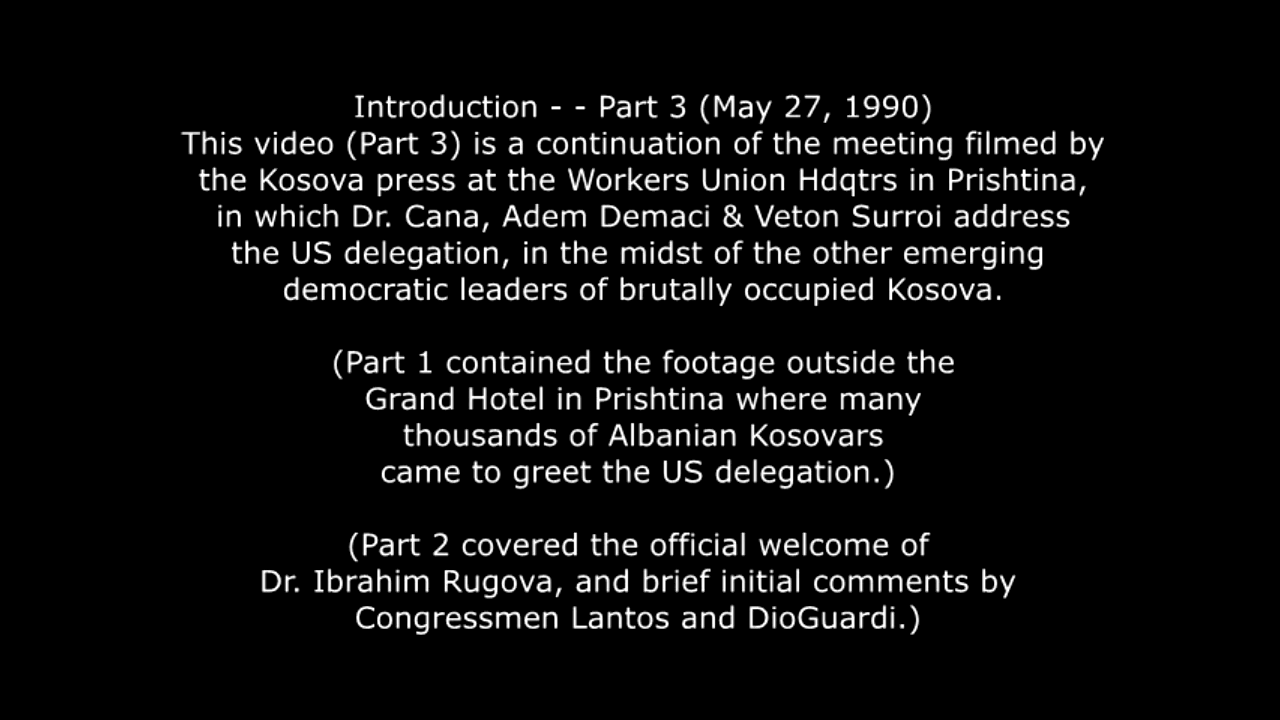 Introduction - - Part 3 (May 27, 1990)
This video (Part 3) is a continuation of the meeting filmed by
the Kosova press at the Workers Union Hdqtrs in Prishtina,
in which Dr. Cana, Adem Demaci & Veton Surroi address
the US delegation, in the midst of the other emerging
democratic leaders of brutally occupied Kosova.
(Part 1 contained the footage outside the
Grand Hotel in Prishtina where many
thousands of Albanian Kosovars
came to greet the US delegation.)
(Part 2 covered the official welcome of
Dr. Ibrahim Rugova, and brief initial comments by
Congressmen Lantos and DioGuardi.)